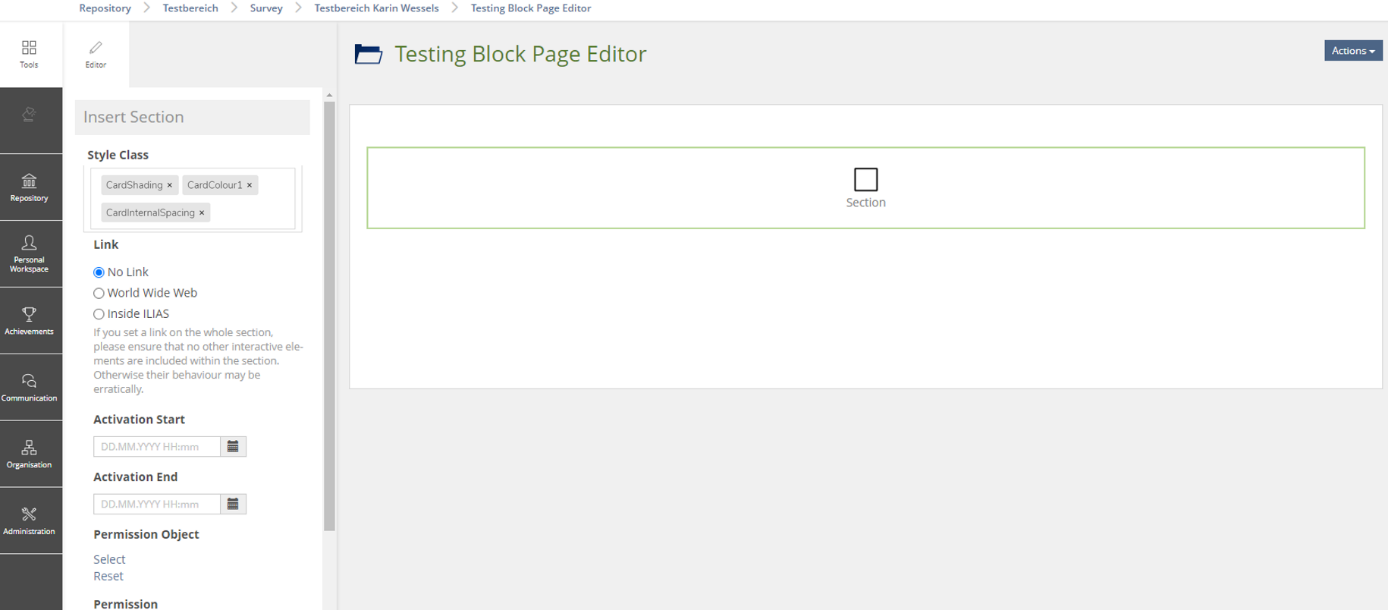 Repository > Testbereich > Survey > Testbereich Karin Wessels > Testing Block Page Editor
Tools
Editor
Repository
Personal
Workspace
Achievements
Communication
Organisation
Administration
Insert Section
Style Class
CardShading × CardColour1 ×
CardInternalSpacing ×
Link
No Link
World Wide Web
Inside ILIAS
If you set a link on the whole section,
please ensure that no other interactive ele-
ments are included within the section.
Otherwise their behaviour may be
erratically.
Activation Start
DD.MM.YYYY HH:mm
Activation End
DD.MM.YYYY HH:mm
Permission Object
Select
Reset
Permission
Testing Block Page Editor
Actions
Section